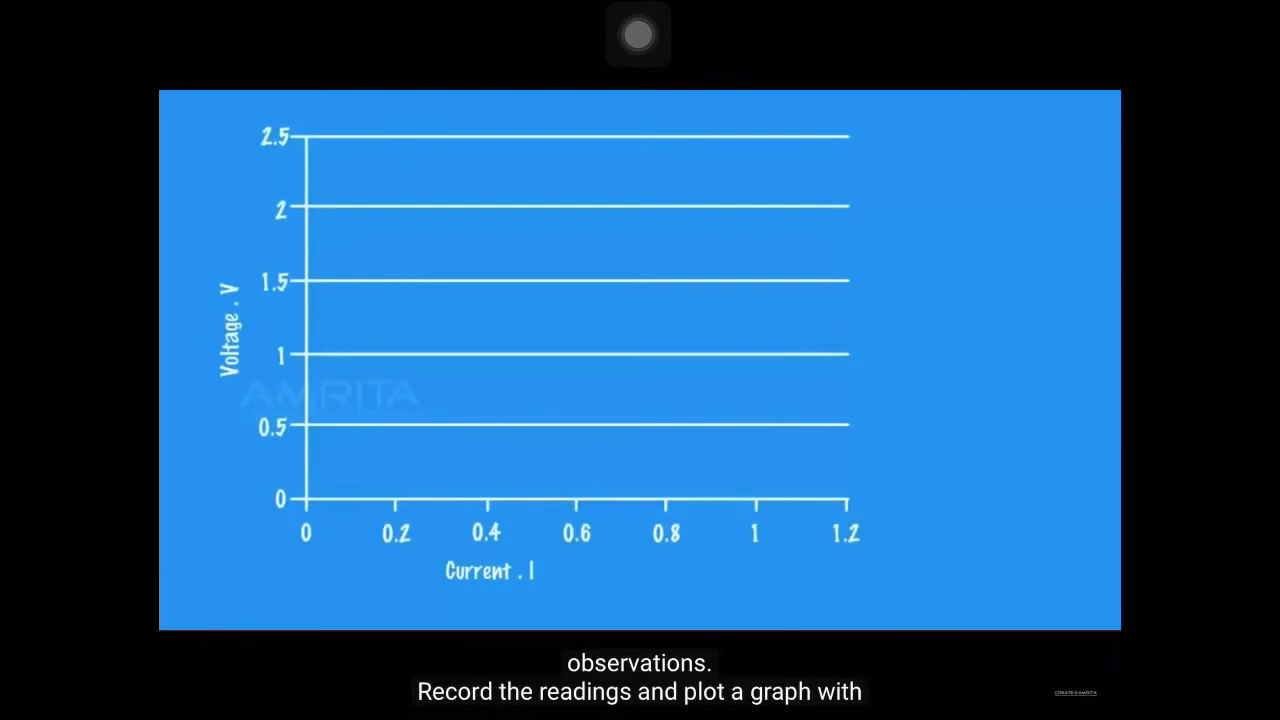 2.5
2
1.5
1
0.5
0
Voltage . V
AMRITA
0 0.2 0.4 0.6 0.8 1 1.2
Current . I
observations.
Record the readings and plot a graph with